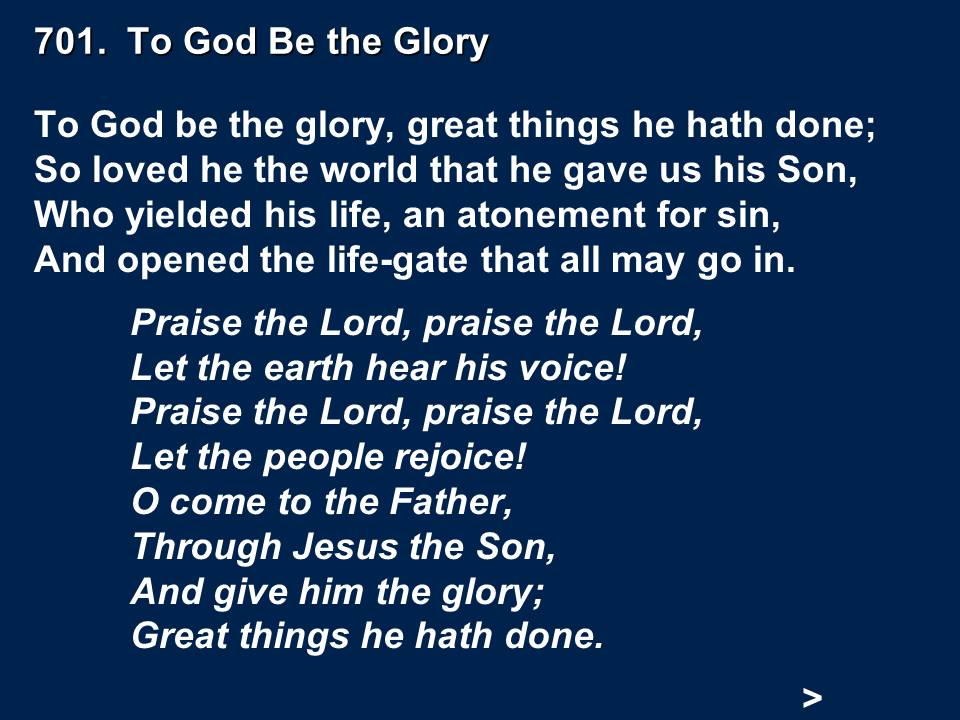 701.  To God Be the Glory
To God be the glory, great things he hath done;
So loved he the world that he gave us his Son,
Who yielded his life, an atonement for sin,
And opened the life-gate that all may go in.
Praise the Lord, praise the Lord,
Let the earth hear his voice!
Praise the Lord, praise the Lord,
Let the people rejoice!
O come to the Father,
Through Jesus the Son,
And give him the glory;
Great things he hath done.
>